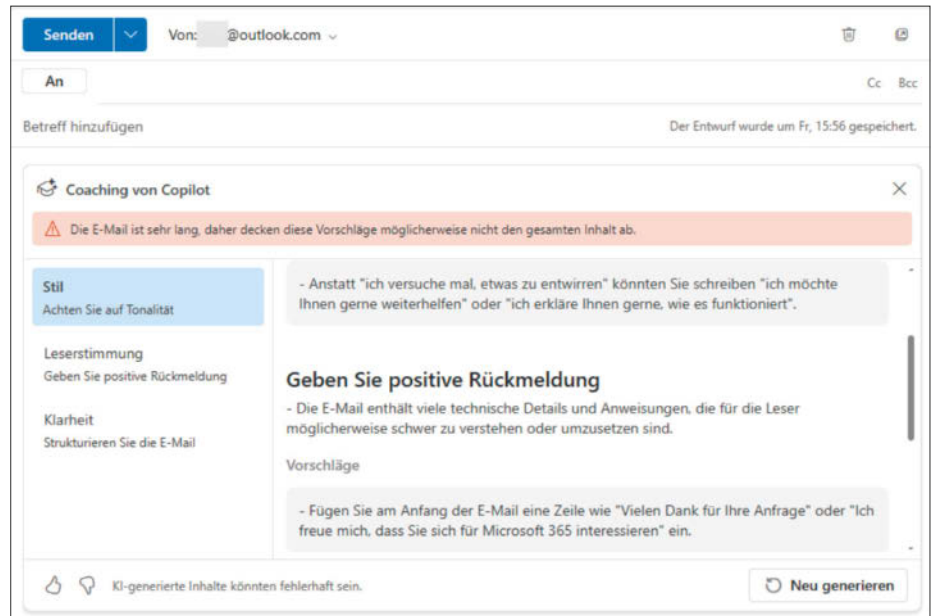 Senden
Von: @outlook.com
An
Cc Bcc
Betreff hinzufügen
Der Entwurf wurde um Fr, 15:56 gespeichert.
Coaching von Copilot
Die E-Mail ist sehr lang, daher decken diese Vorschläge möglicherweise nicht den gesamten Inhalt ab.
Stil
Achten Sie auf Tonalität
Leserstimmung
Geben Sie positive Rückmeldung
Klarheit
Strukturieren Sie die E-Mail
- Anstatt "ich versuche mal, etwas zu entwirren" könnten Sie schreiben "ich möchte
Ihnen gerne weiterhelfen" oder "ich erkläre Ihnen gerne, wie es funktioniert".
Geben Sie positive Rückmeldung
- Die E-Mail enthält viele technische Details und Anweisungen, die für die Leser
möglicherweise schwer zu verstehen oder umzusetzen sind.
Vorschläge
- Fügen Sie am Anfang der E-Mail eine Zeile wie "Vielen Dank für Ihre Anfrage" oder "Ich
freue mich, dass Sie sich für Microsoft 365 interessieren" ein.
KI-generierte Inhalte könnten fehlerhaft sein.
Neu generieren